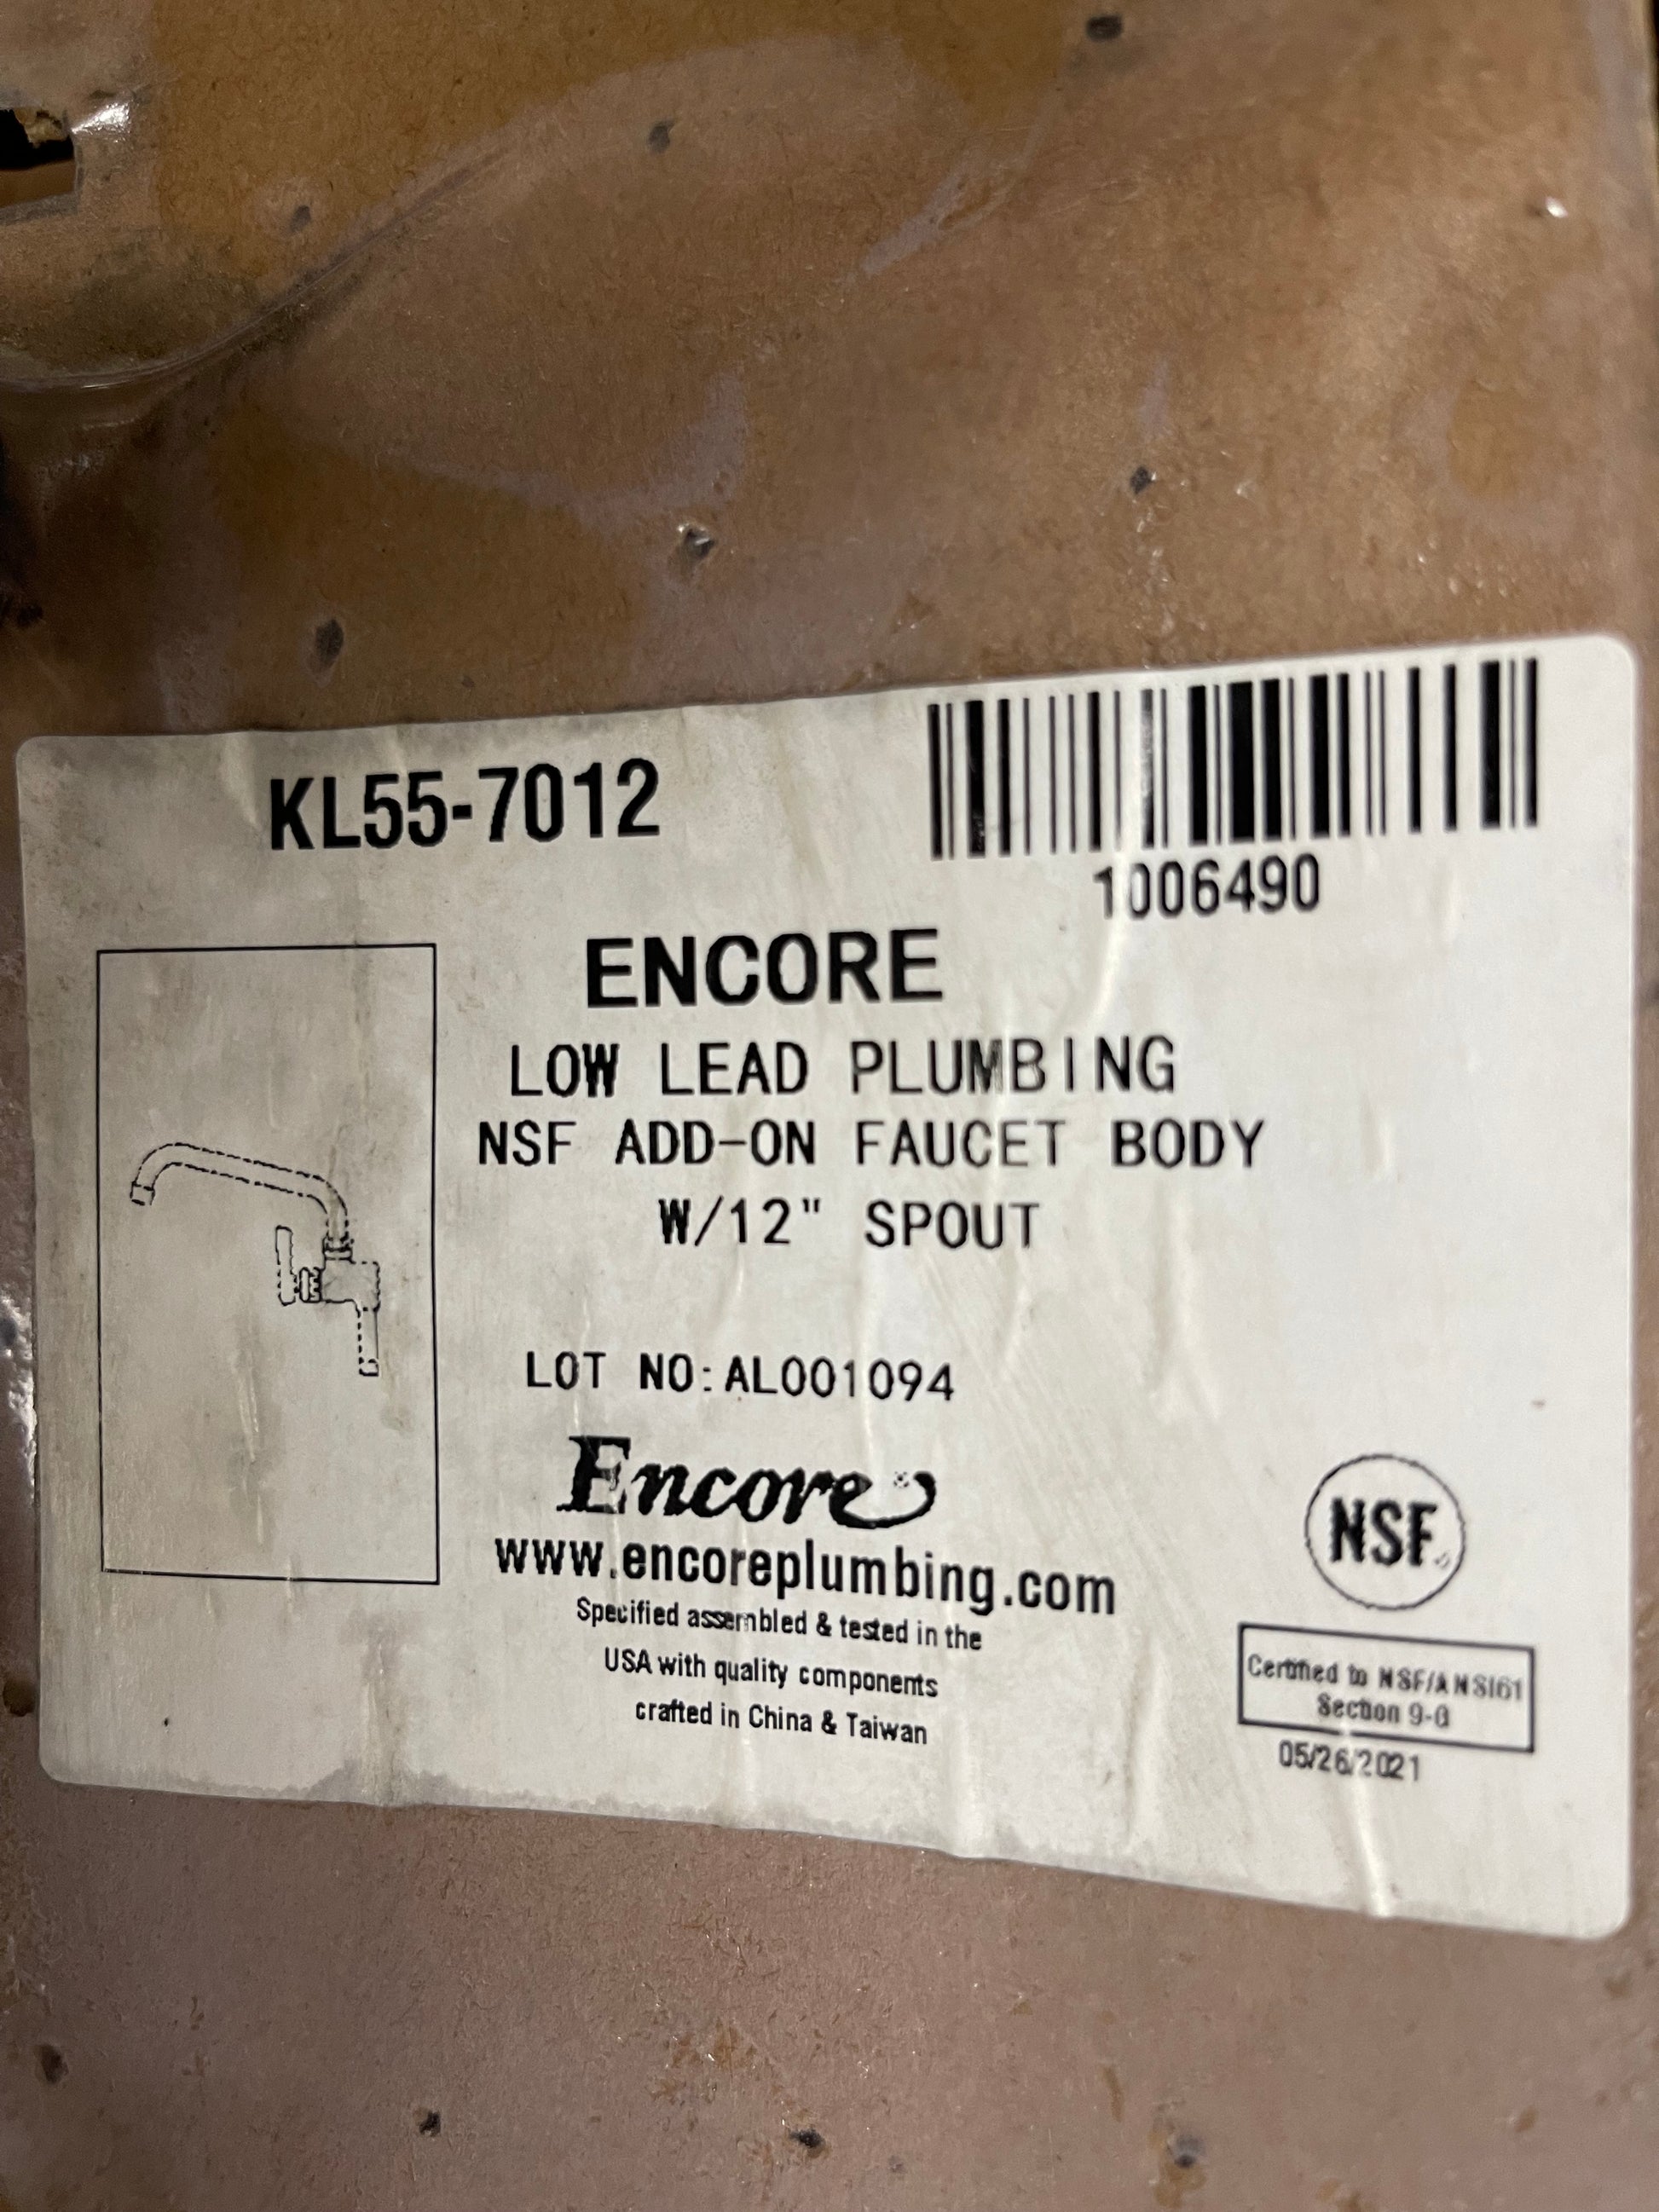 KL55-7012
1006490
ENCORE
LOW LEAD PLUMBING
NSF ADD-ON FAUCET BODY
W/12" SPOUT
LOT NO:AL001094
Encore
www.encoreplumbing.com
Specified assembled & tested in the
USA with quality components
crafted in China & Taiwan
NSF
Certified to NSF/ANSI61
Section 9-G
05/26/2021